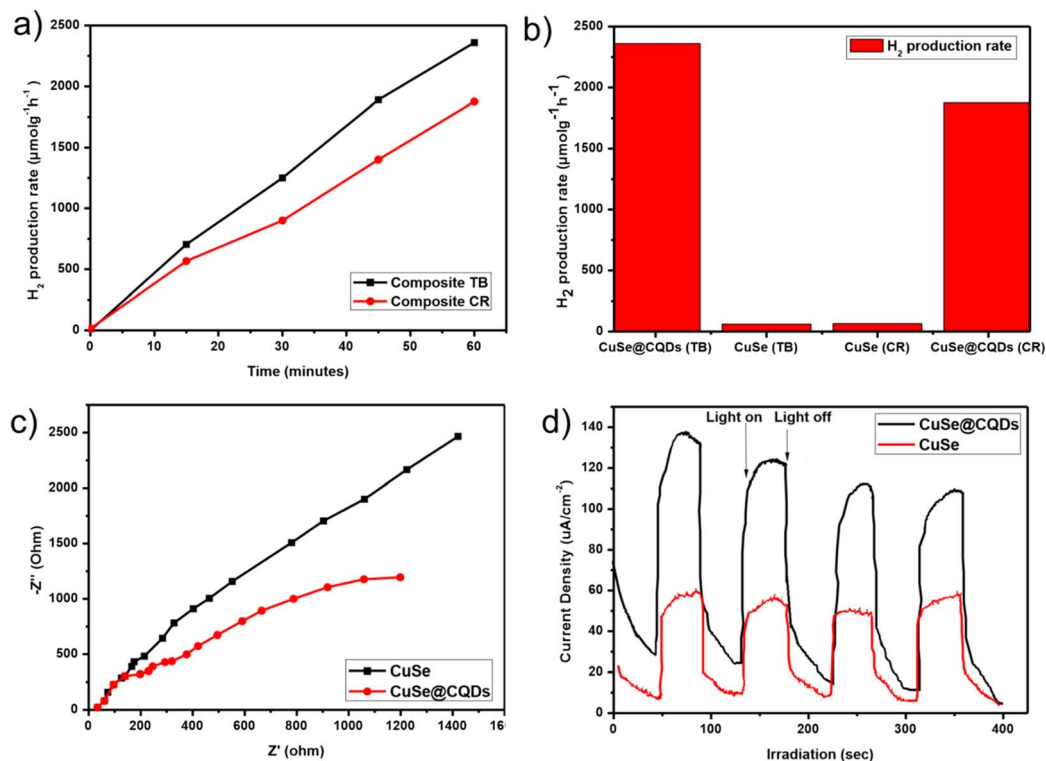 a)
H2 production rate (µmolg-1h-1)
2500
2000
1500
1000
500
0
0 10 20 30 40 50 60
Time (minutes)
Composite TB
Composite CR
b)
H2 production rate (µmolg-1h-1)
2500
2000
1500
1000
500
0
CuSe@CQDs (TB) CuSe (TB) CuSe (CR) CuSe@CQDs (CR)
H2 production rate
c)
-Z'' (Ohm)
2500
2000
1500
1000
500
0
0 200 400 600 800 1000 1200 1400 160
Z' (ohm)
CuSe
CuSe@CQDs
d)
Current Density (uA/cm-2)
140
120
100
80
60
40
20
0
0 100 200 300 400
Irradiation (sec)
Light on Light off
CuSe@CQDs
CuSe